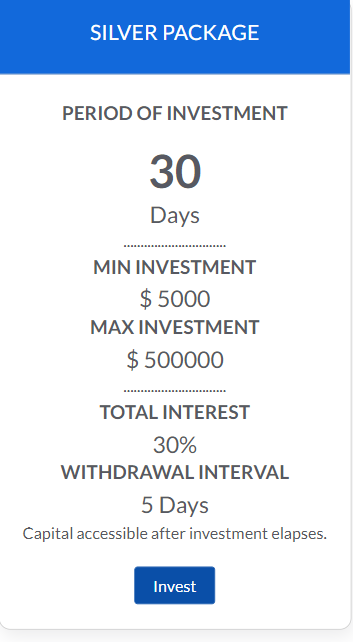 SILVER PACKAGE
PERIOD OF INVESTMENT
30
Days
..............................
MIN INVESTMENT
$ 5000
MAX INVESTMENT
$ 500000
..............................
TOTAL INTEREST
30%
WITHDRAWAL INTERVAL
5 Days
Capital accessible after investment elapses.
Invest